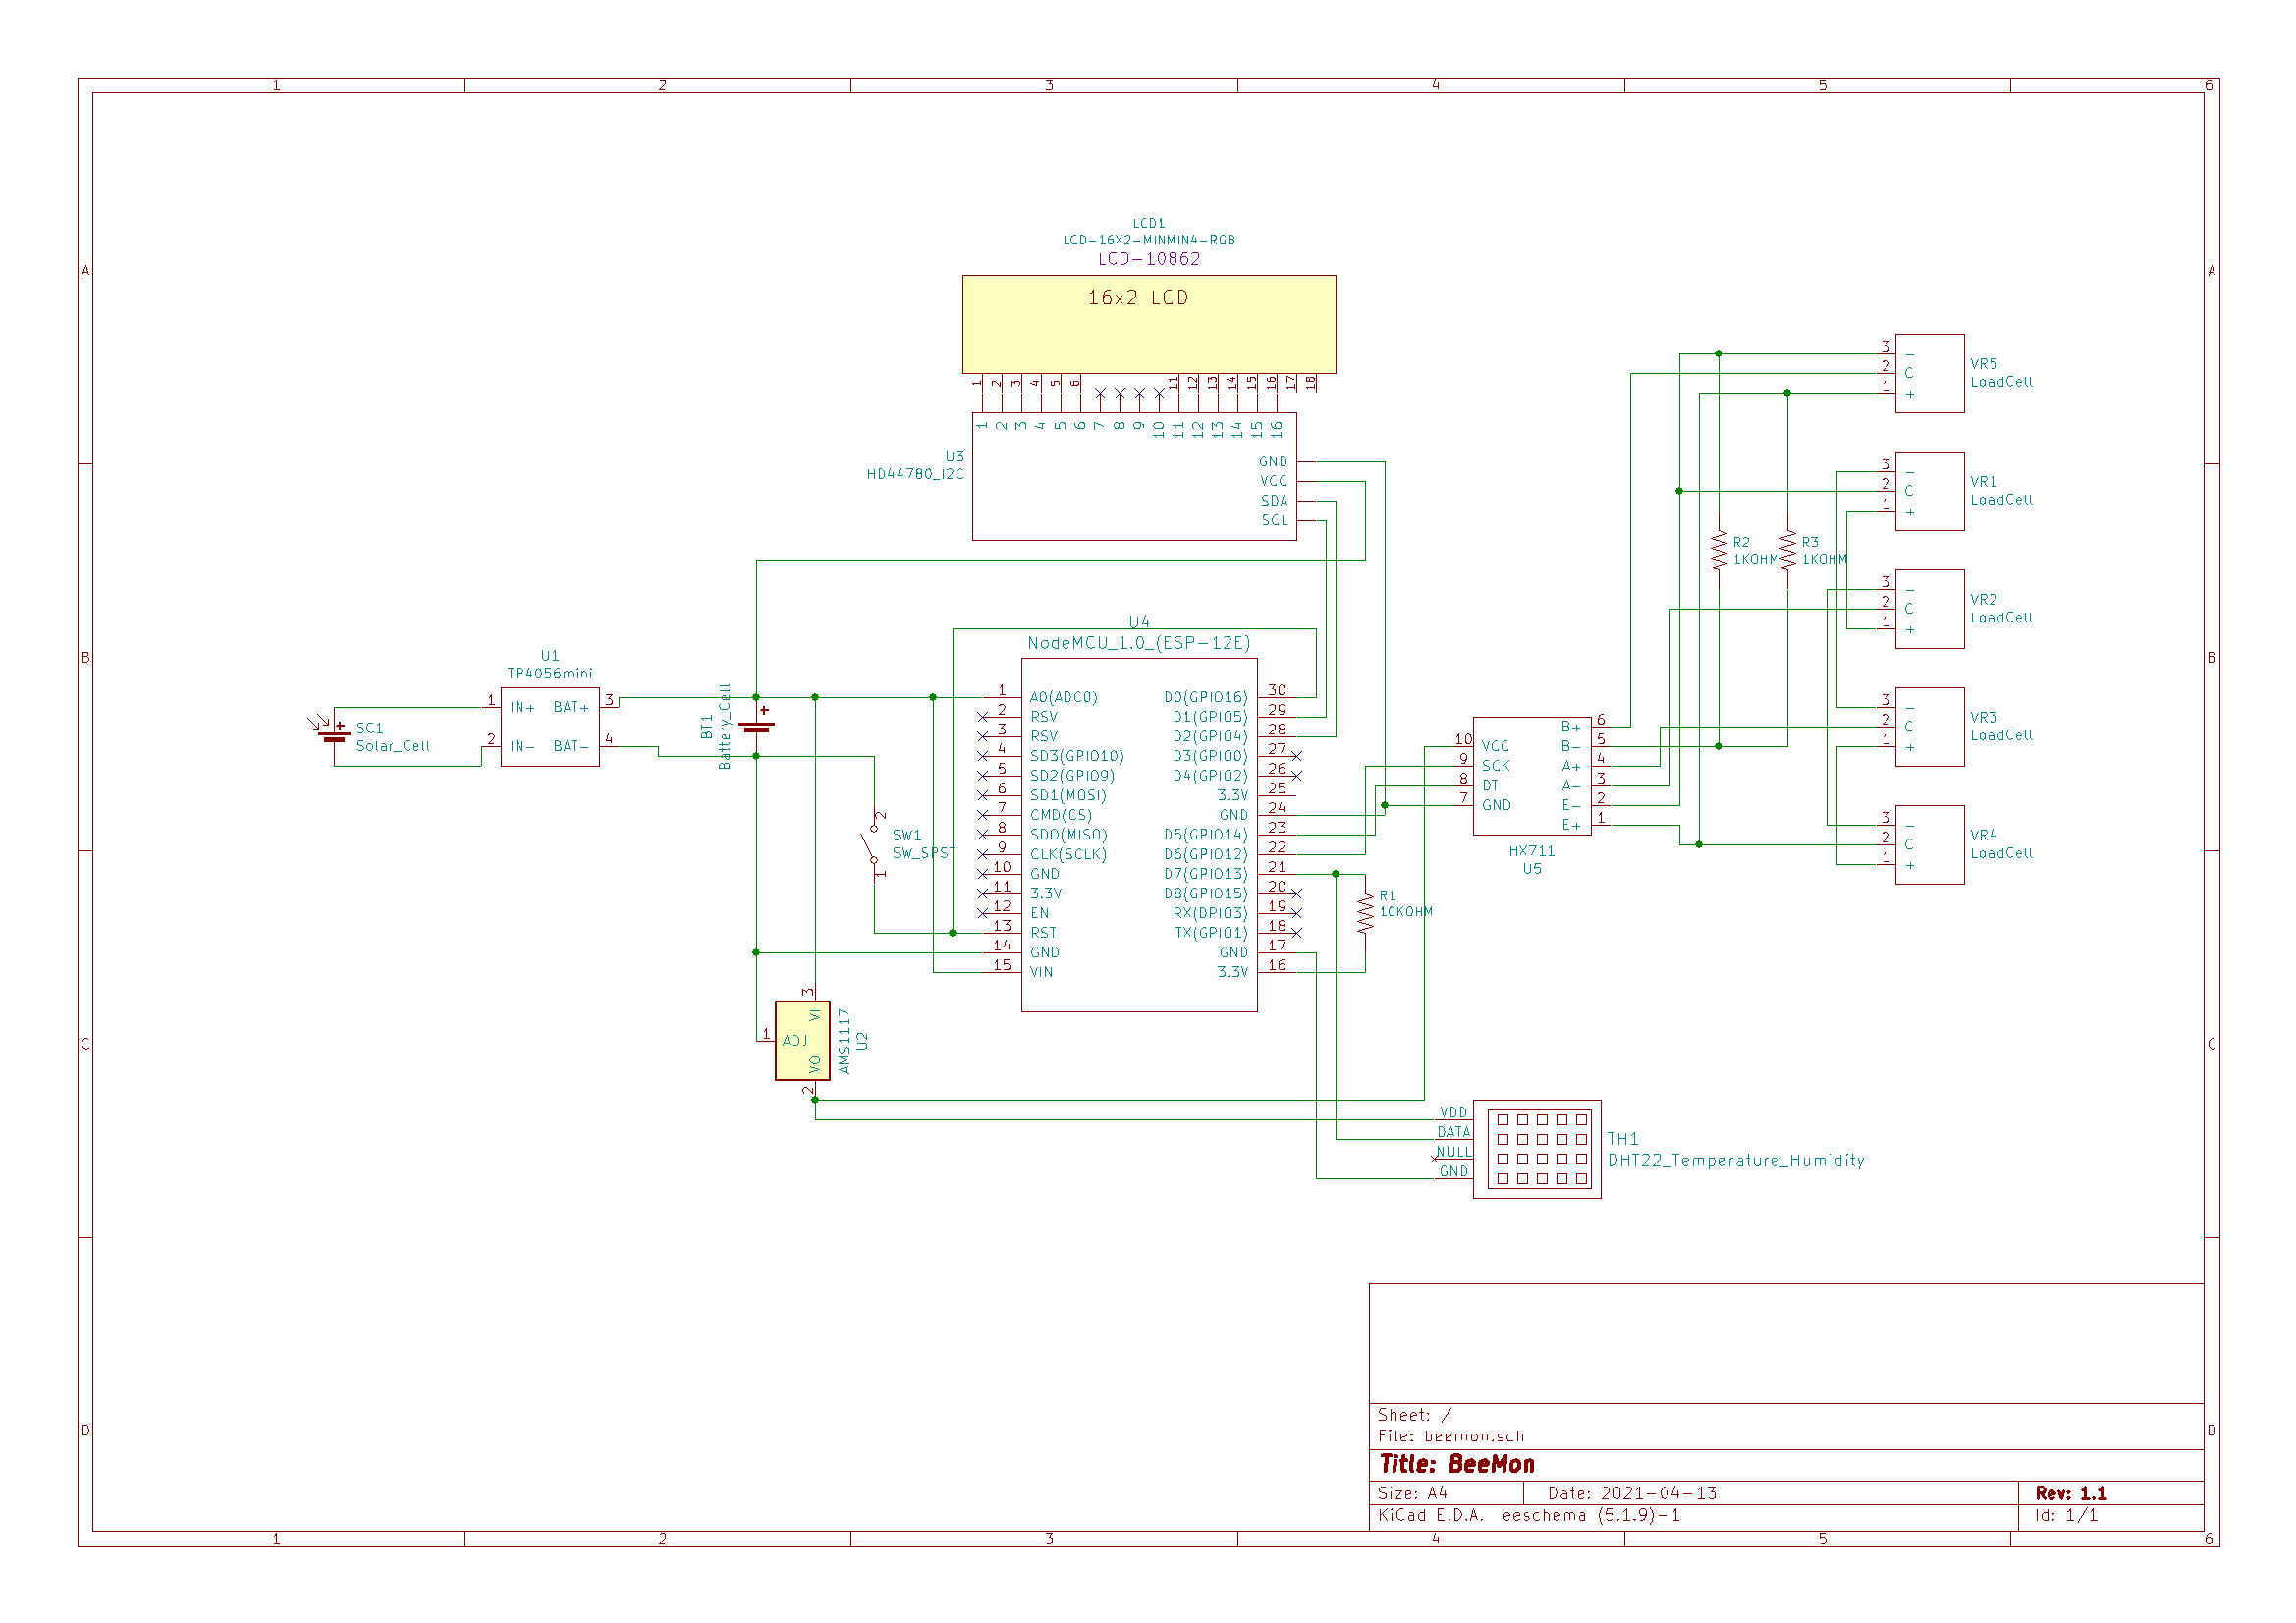 1 2 3 4 5 6
A A
B B
C C
D D
LCD1
LCD-16X2-MINMIN4-RGB
LCD-10862
16x2 LCD
1 2 3 4 5 6 11 12 13 14 15 16 17 18
1 2 3 4 5 6 7 8 9 10 11 12 13 14 15 16
U3
HD44780_I2C
GND
VCC
SDA
SCL
U4
NodeMCU_1.0_(ESP-12E)
1 A0(ADC0)
2 RSV
3 RSV
4 SD3(GPIO10)
5 SD2(GPIO9)
6 SD1(MOSI)
7 CMD(CS)
8 SD0(MISO)
9 CLK(SCLK)
10 GND
11 3.3V
12 EN
13 RST
14 GND
15 VIN
D0(GPIO16) 30
D1(GPIO5) 29
D2(GPIO4) 28
D3(GPIO0) 27
D4(GPIO2) 26
3.3V 25
GND 24
D5(GPIO14) 23
D6(GPIO12) 22
D7(GPIO13) 21
D8(GPIO15) 20
RX(DPIO3) 19
TX(GPIO1) 18
GND 17
3.3V 16
U1
TP4056mini
1 IN+ BAT+ 3
2 IN- BAT- 4
SC1
Solar_Cell
+
BT1
Battery_Cell
+
SW1
SW_SPST
2
1
3
VI
1 ADJ
VO
2
AMS1117
U2
R1
10KOHM
R2
1KOHM
R3
1KOHM
10 VCC B+ 6
9 SCK B- 5
8 DT A+ 4
7 GND A- 3
E- 2
E+ 1
HX711
U5
3 -
2 C
1 +
VR5
LoadCell
3 -
2 C
1 +
VR1
LoadCell
3 -
2 C
1 +
VR2
LoadCell
3 -
2 C
1 +
VR3
LoadCell
3 -
2 C
1 +
VR4
LoadCell
VDD
DATA
NULL
GND
TH1
DHT22_Temperature_Humidity
Sheet: /
File: beemon.sch
Title: BeeMon
Size: A4 Date: 2021-04-13 Rev: 1.1
KiCad E.D.A. eeschema (5.1.9)-1 Id: 1/1
1 2 3 4 5 6